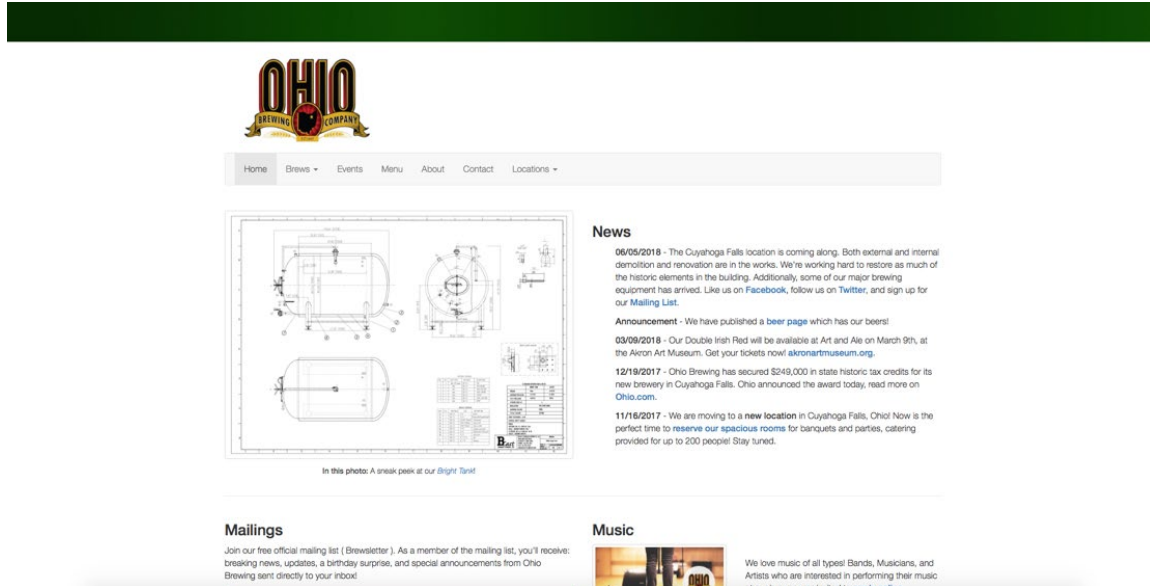 OHIO
BREWING COMPANY
Home Brews Events Menu About Contact Locations
News
06/05/2018 - The Cuyahoga Falls location is coming along. Both external and internal
demolition and renovation are in the works. We're working hard to restore as much of
the historic elements in the building. Additionally, some of our major brewing
equipment has arrived. Like us on Facebook, follow us on Twitter, and sign up for
our Mailing List.
Announcement - We have published a beer page which has our beers!
03/09/2018 - Our Double Irish Red will be available at Art and Ale on March 9th, at
the Akron Art Museum. Get your tickets now! akronartmuseum.org.
12/19/2017 - Ohio Brewing has secured $249,000 in state historic tax credits for its
new brewery in Cuyahoga Falls. Ohio announced the award today, read more on
Ohio.com.
11/16/2017 - We are moving to a new location in Cuyahoga Falls, Ohio! Now is the
perfect time to reserve our spacious rooms for banquets and parties, catering
provided for up to 200 people! Stay tuned.
In this photo: A sneak peek at our Bright Tank!
Mailings
Join our free official mailing list ( Brewsletter ). As a member of the mailing list, you'll receive:
breaking news, updates, a birthday surprise, and special announcements from Ohio
Brewing sent directly to your inbox!
Music
OHIO
We love music of all types! Bands, Musicians, and
Artists who are interested in performing their music